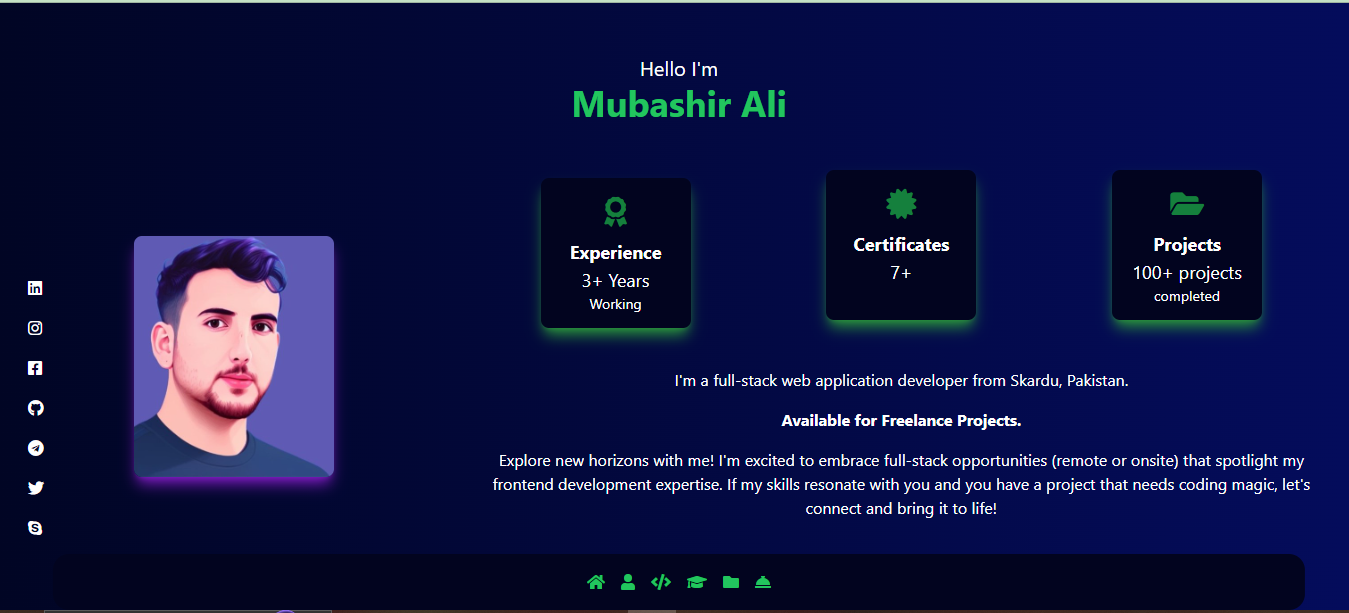 Hello I'm
Mubashir Ali
Experience
3+ Years
Working
Certificates
7+
Projects
100+ projects
completed
I'm a full-stack web application developer from Skardu, Pakistan.
Available for Freelance Projects.
Explore new horizons with me! I'm excited to embrace full-stack opportunities (remote or onsite) that spotlight my
frontend development expertise. If my skills resonate with you and you have a project that needs coding magic, let's
connect and bring it to life!